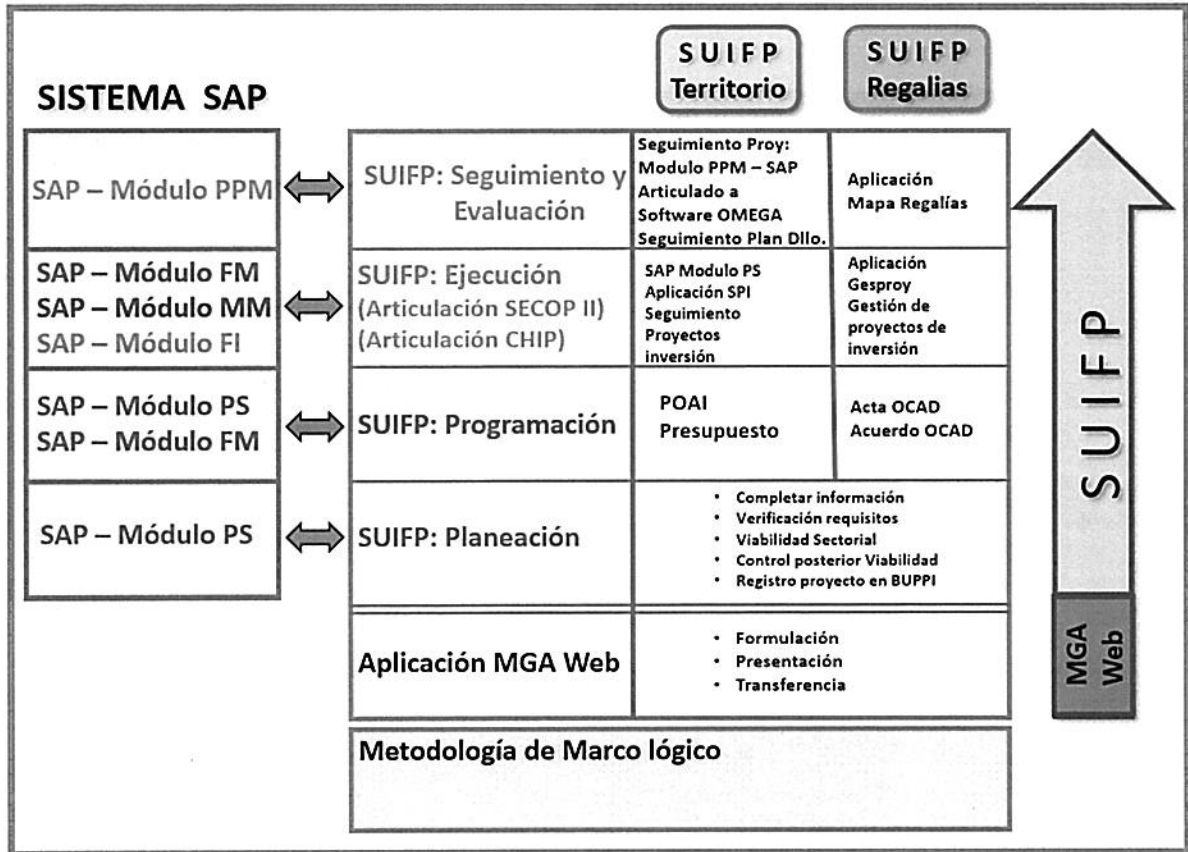 SUIFP
Territorio
SUIFP
Regalias
SISTEMA SAP
SAP – Módulo PPM
SUIFP: Seguimiento y
Evaluación
Seguimiento Proy:
Modulo PPM – SAP
Articulado a
Software OMEGA
Seguimiento Plan Dllo.
Aplicación
Mapa Regalías
SAP – Módulo FM
SAP – Módulo MM
SAP – Módulo FI
SUIFP: Ejecución
(Articulación SECOP II)
(Articulación CHIP)
SAP Modulo PS
Aplicación SPI
Seguimiento
Proyectos
inversión
Aplicación
Gesproy
Gestión de
proyectos de
inversión
SAP – Módulo PS
SAP – Módulo FM
SUIFP: Programación
POAI
Presupuesto
Acta OCAD
Acuerdo OCAD
SAP – Módulo PS
SUIFP: Planeación
• Completar información
• Verificación requisitos
• Viabilidad Sectorial
• Control posterior Viabilidad
• Registro proyecto en BUPPI
Aplicación MGA Web
• Formulación
• Presentación
• Transferencia
Metodología de Marco lógico
SUIFP
MGA
Web